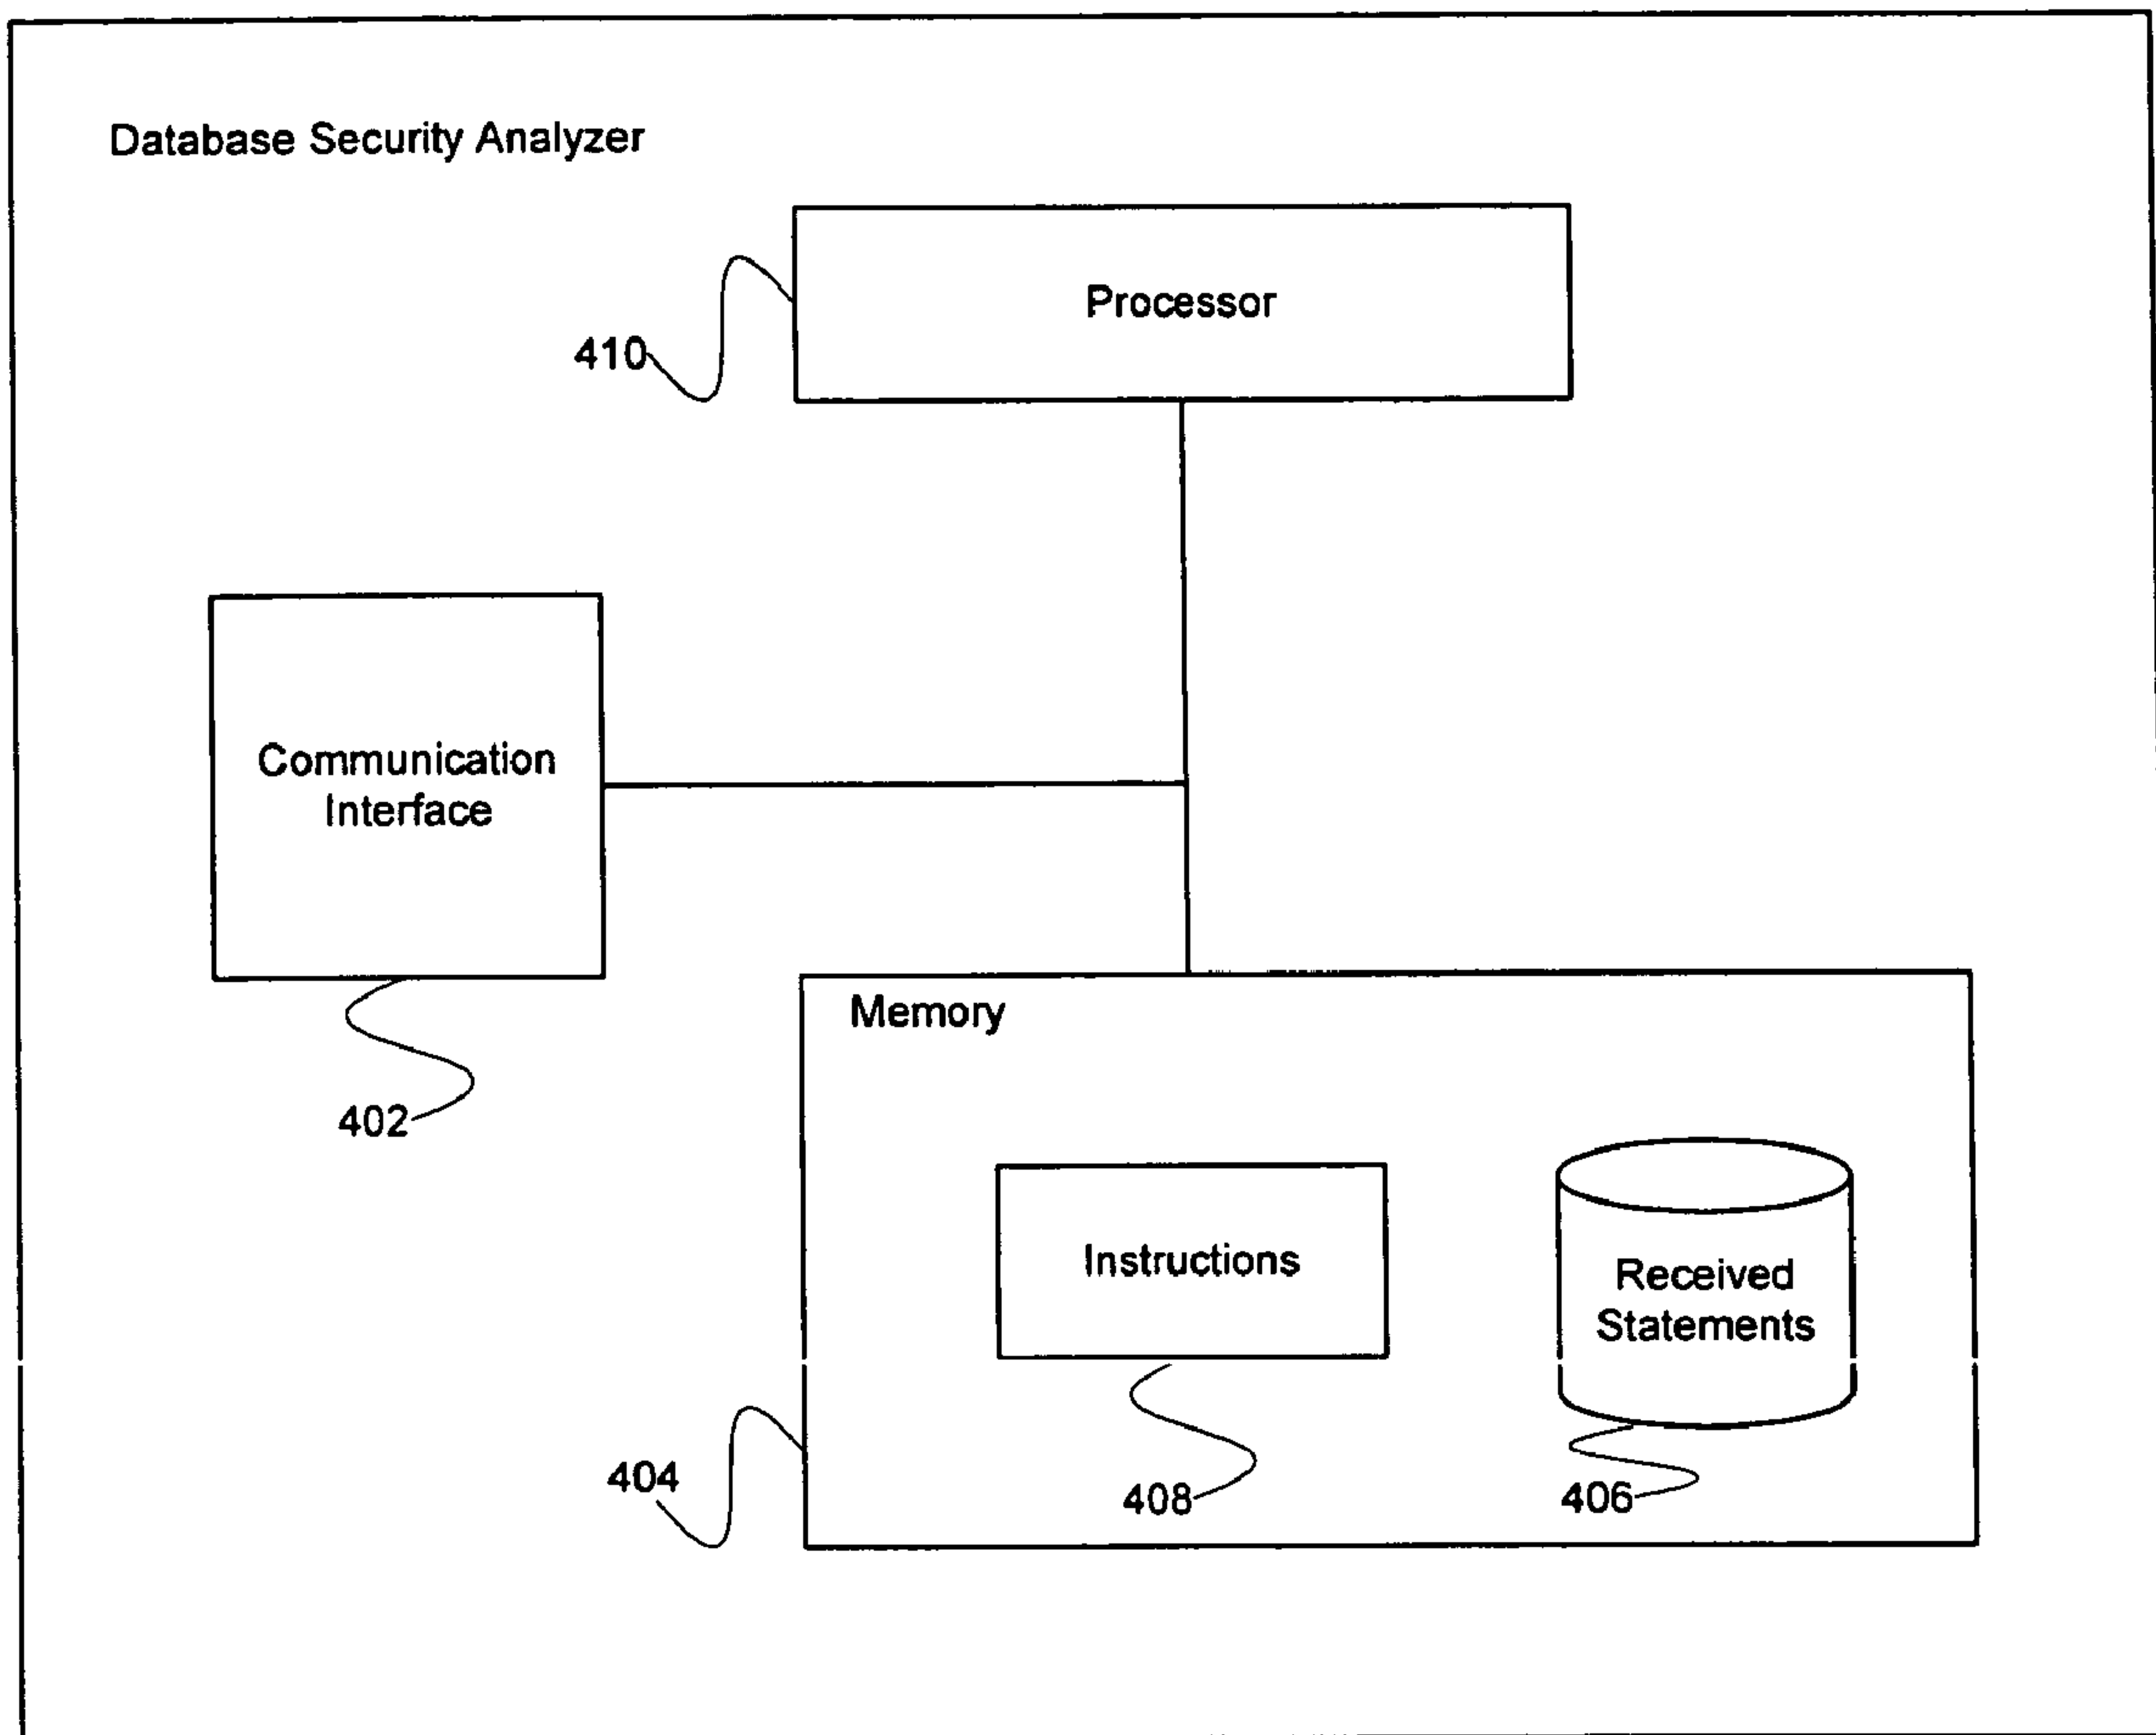 Database Security Analyzer
Processor
410
Communication
Interface
402
Memory
Instructions
Received
Statements
404
408
406